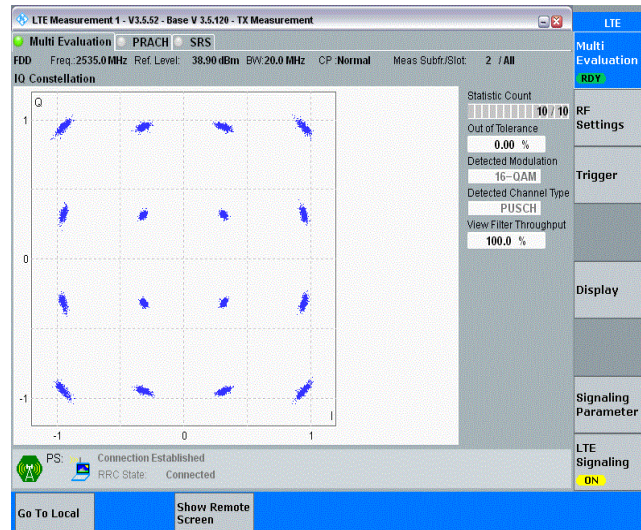 LTE Measurement 1 - V3.5.52 - Base V 3.5.120 - TX Measurement
LTE
Multi Evaluation PRACH SRS
Multi
Evaluation
RDY
FDD Freq.:2535.0 MHz Ref. Level: 38.90 dBm BW:20.0 MHz CP :Normal Meas Subfr./Slot: 2 / All
IQ Constellation
Q
1
0
-1
I
-1 0 1
Statistic Count
10 / 10
Out of Tolerance
0.00 %
Detected Modulation
16-QAM
Detected Channel Type
PUSCH
View Filter Throughput
100.0 %
RF
Settings
Trigger
Display
Signaling
Parameter
LTE
Signaling
ON
PS: Connection Established
RRC State: Connected
Go To Local
Show Remote
Screen